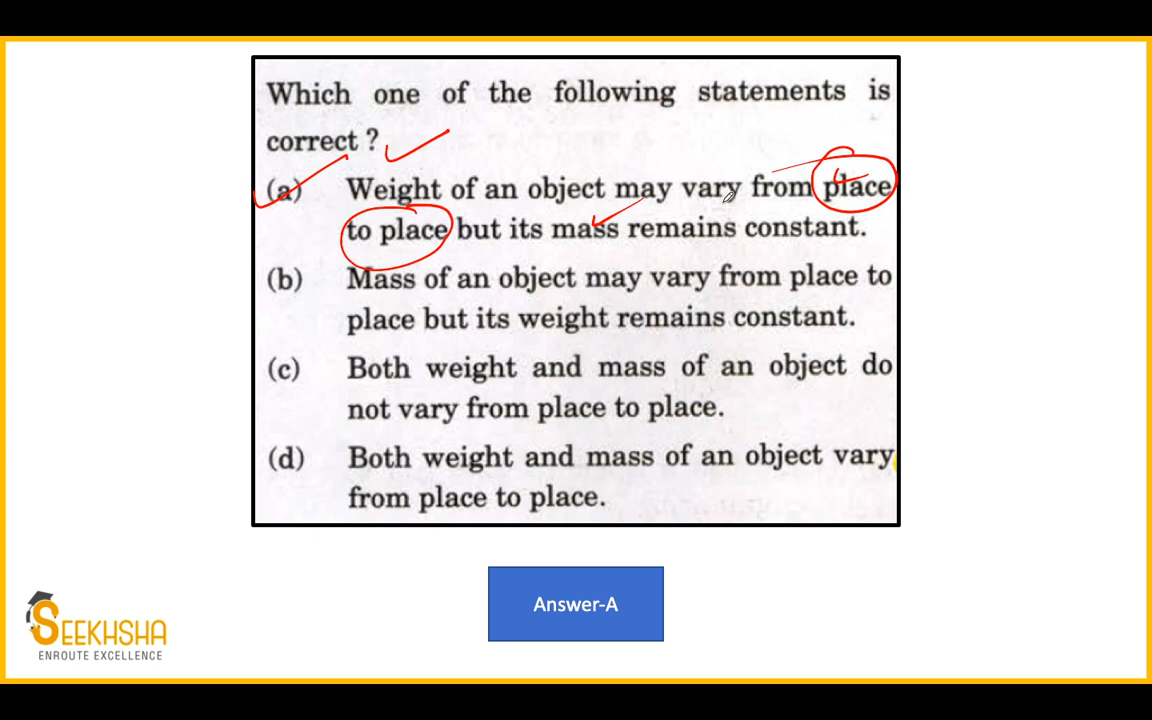 Which one of the following statements is
correct ?
(a) Weight of an object may vary from place
to place but its mass remains constant.
(b) Mass of an object may vary from place to
place but its weight remains constant.
(c) Both weight and mass of an object do
not vary from place to place.
(d) Both weight and mass of an object vary
from place to place.
Answer-A
SEEKHSHA
ENROUTE EXCELLENCE